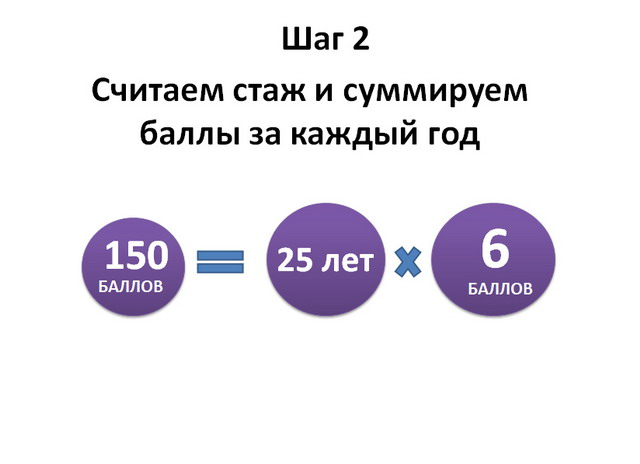 Шаг 2
Считаем стаж и суммируем
баллы за каждый год
150
БАЛЛОВ
=
25 лет
×
6
БАЛЛОВ